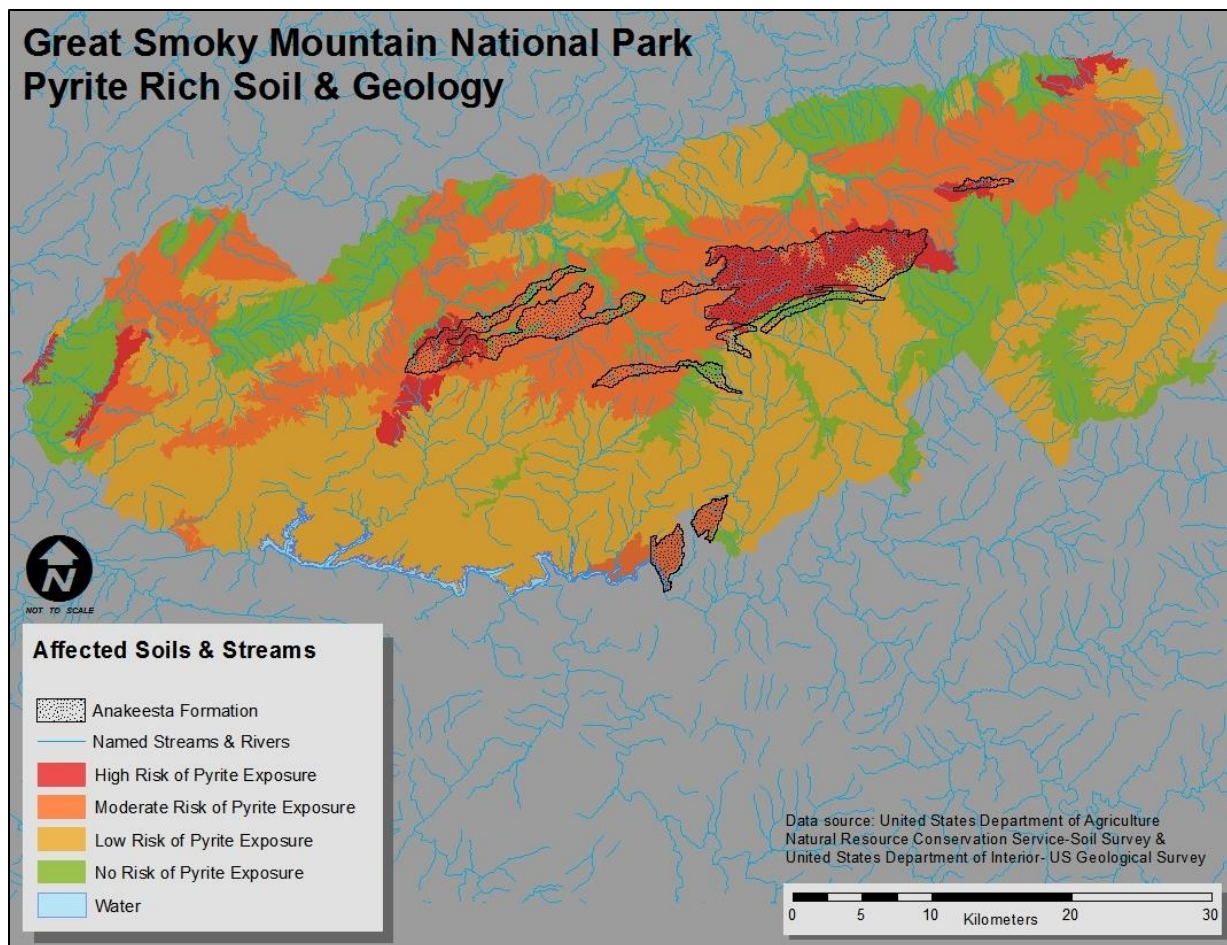 Great Smoky Mountain National Park
Pyrite Rich Soil & Geology
N
NOT TO SCALE
Affected Soils & Streams
Anakeesta Formation
Named Streams & Rivers
High Risk of Pyrite Exposure
Moderate Risk of Pyrite Exposure
Low Risk of Pyrite Exposure
No Risk of Pyrite Exposure
Water
Data source: United States Department of Agriculture
Natural Resource Conservation Service-Soil Survey &
United States Department of Interior- US Geological Survey
0 5 10 20 30
Kilometers